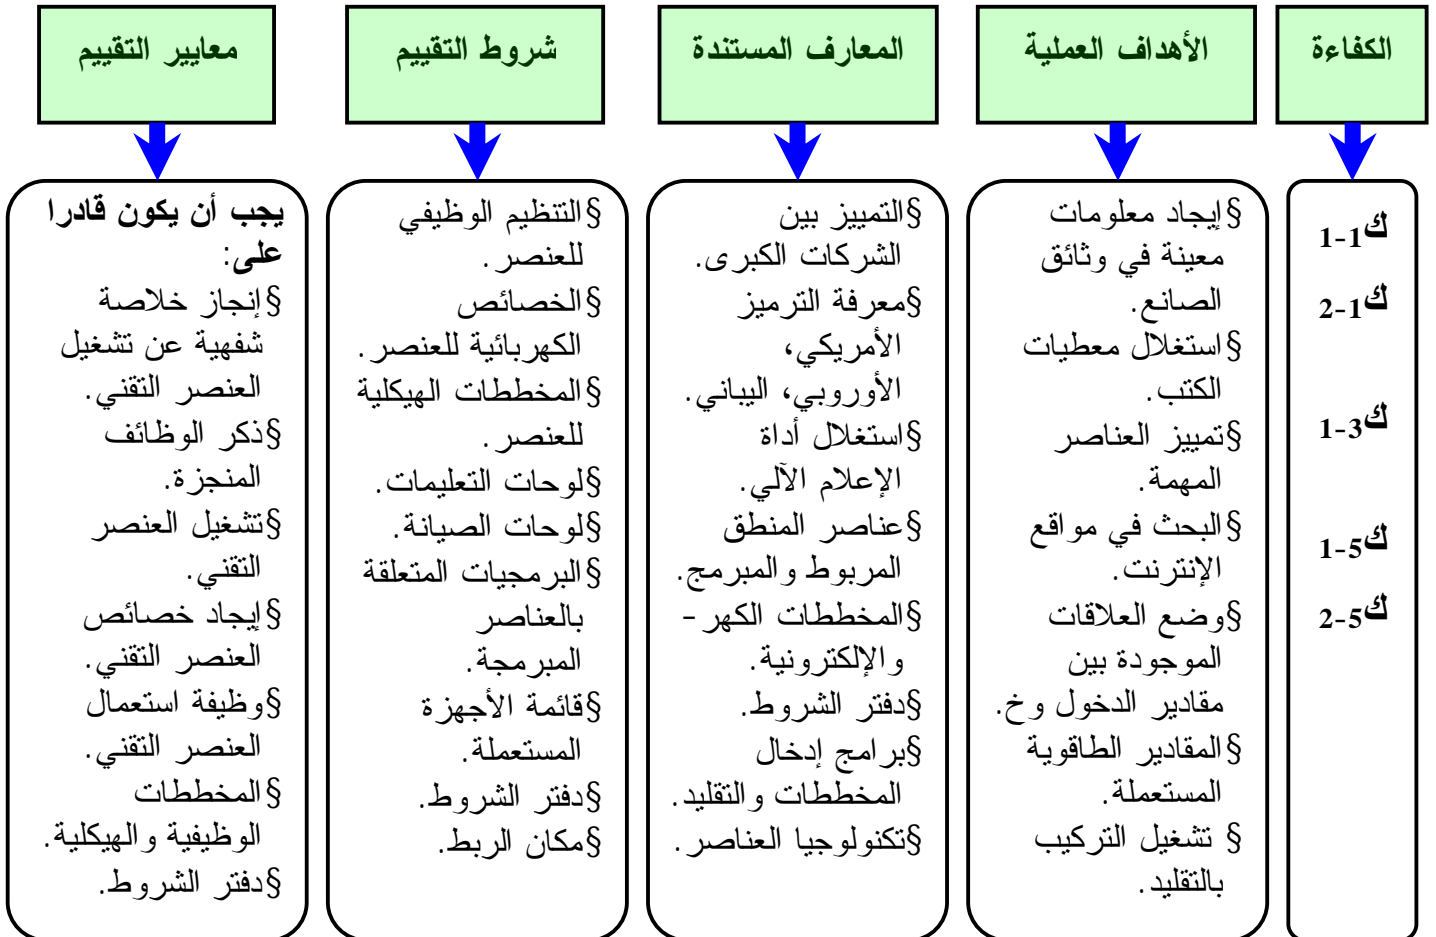 الكفاءة
الأهداف العملية
المعارف المستندة
شروط التقييم
معايير التقييم
ك1-1
ك1-2
ك3-1
ك5-1
ك5-2
§إيجاد معلومات
معينة في وثائق
الصانع.
§استغلال معطيات
الكتب.
§تمييز العناصر
المهمة.
§البحث في مواقع
الإنترنت.
§وضع العلاقات
الموجودة بين
مقادير الدخول وخ.
§المقادير الطاقوية
المستعملة.
§ تشغيل التركيب
بالتقليد.
§التمييز بين
الشركات الكبرى.
§معرفة الترميز
الأمريكي،
الأوروبي، اليباني.
§استغلال أداة
الإعلام الآلي.
§عناصر المنطق
المربوط والمبرمج.
§المخططات الكهر-
والإلكترونية.
§دفتر الشروط.
§برامج إدخال
المخططات والتقليد.
§تكنولوجيا العناصر.
§التنظيم الوظيفي
للعنصر.
§الخصائص
الكهربائية للعنصر.
§المخططات الهيكلية
للعنصر.
§لوحات التعليمات.
§لوحات الصيانة.
§البرمجيات المتعلقة
بالعناصر
المبرمجة.
§قائمة الأجهزة
المستعملة.
§دفتر الشروط.
§مكان الربط.
يجب أن يكون قادرا
على:
§إنجاز خلاصة
شفهية عن تشغيل
العنصر التقني.
§ذكر الوظائف
المنجزة.
§تشغيل العنصر
التقني.
§إيجاد خصائص
العنصر التقني.
§وظيفة استعمال
العنصر التقني.
§المخططات
الوظيفية والهيكلية.
§دفتر الشروط.